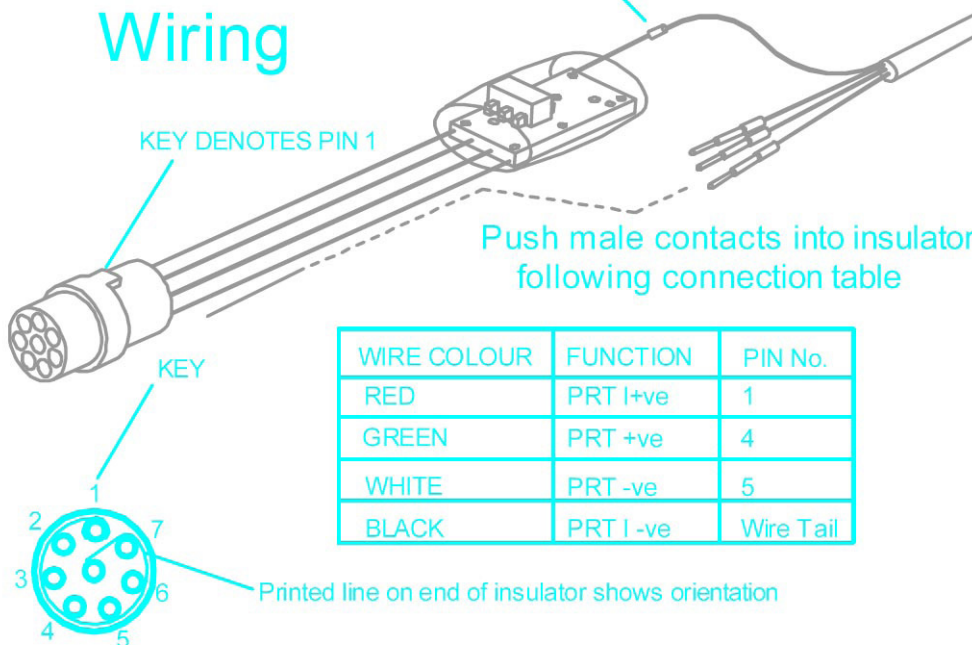 Wiring
KEY DENOTES PIN 1
Push male contacts into insulator
following connection table
WIRE COLOUR FUNCTION PIN No.
RED PRT I+ve 1
GREEN PRT +ve 4
WHITE PRT -ve 5
BLACK PRT I -ve Wire Tail
KEY
1
2 7
3 6
4 5
Printed line on end of insulator shows orientation